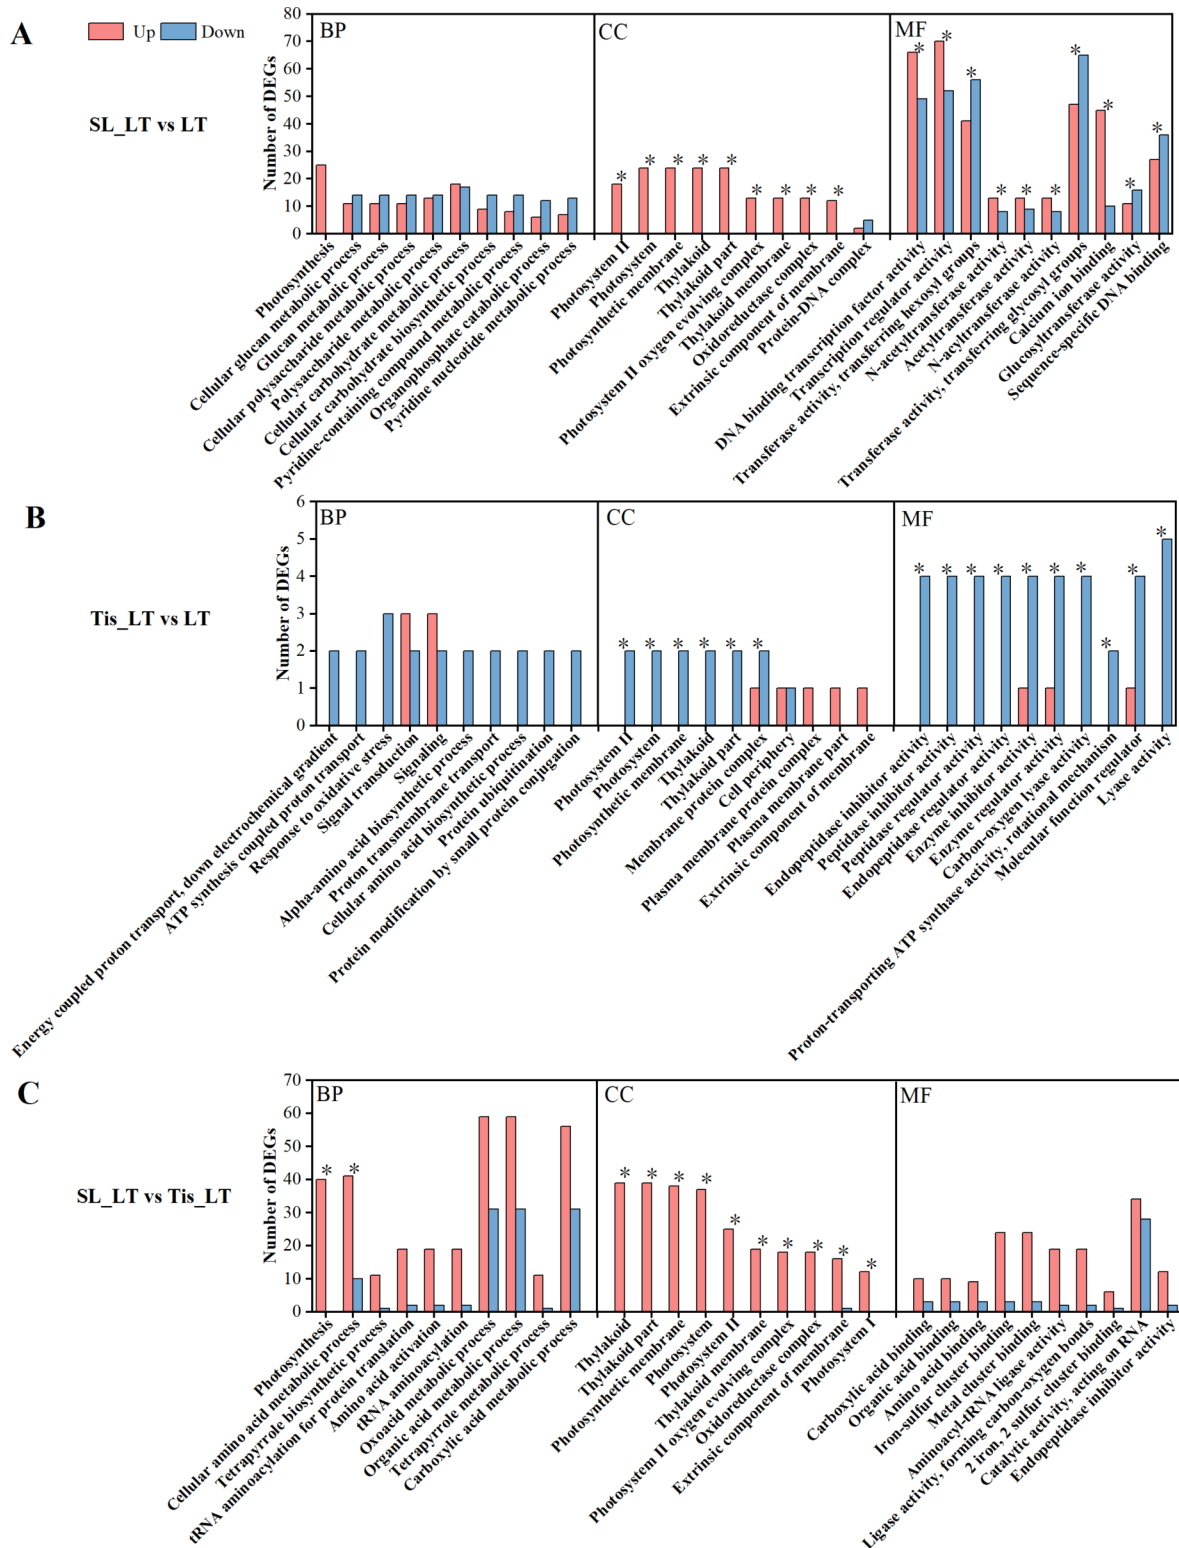 A
Up
Down
SL_LT vs LT
Number of DEGs
80
70
60
50
40
30
20
10
0
BP
CC
MF
* * * * * * * * *
* * * * * * * * * *
Photosynthesis
Cellular glucan metabolic process
Glucan metabolic process
Cellular polysaccharide metabolic process
Polysaccharide metabolic process
Cellular carbohydrate metabolic process
Cellular carbohydrate biosynthetic process
Pyridine-containing compound metabolic process
Organophosphate catabolic process
Pyridine nucleotide metabolic process
Photosystem II
Photosystem
Photosynthetic membrane
Thylakoid
Thylakoid part
Photosystem II oxygen evolving complex
Thylakoid membrane
Oxidoreductase complex
Extrinsic component of membrane
Protein-DNA complex
DNA binding transcription factor activity
Transcription regulator activity
Transferase activity, transferring hexosyl groups
N-acetyltransferase activity
Acetyltransferase activity
N-acyltransferase activity
Transferase activity, transferring glycosyl groups
Calcium ion binding
Glucosyltransferase activity
Sequence-specific DNA binding
B
Tis_LT vs LT
Number of DEGs
6
5
4
3
2
1
0
BP
CC
MF
* * * * * *
* * * * * * * * * *
Energy coupled proton transport, down electrochemical gradient
ATP synthesis coupled proton transport
Response to oxidative stress
Signal transduction
Signaling
Alpha-amino acid biosynthetic process
Proton transmembrane transport
Cellular amino acid biosynthetic process
Protein ubiquitination
Protein modification by small protein conjugation
Photosystem II
Photosystem
Photosynthetic membrane
Thylakoid
Thylakoid part
Membrane protein complex
Cell periphery
Plasma membrane protein complex
Plasma membrane part
Extrinsic component of membrane
Endopeptidase inhibitor activity
Peptidase inhibitor activity
Peptidase regulator activity
Endopeptidase regulator activity
Enzyme inhibitor activity
Enzyme regulator activity
Carbon-oxygen lyase activity
Proton-transporting ATP synthase activity, rotational mechanism
Molecular function regulator
Lyase activity
C
SL_LT vs Tis_LT
Number of DEGs
70
60
50
40
30
20
10
0
BP
CC
MF
* *
* * * * * * * * * *
Photosynthesis
Cellular amino acid metabolic process
Tetrapyrrole biosynthetic process
tRNA aminoacylation for protein translation
Amino acid activation
tRNA aminoacylation
Oxoacid metabolic process
Organic acid metabolic process
Tetrapyrrole metabolic process
Carboxylic acid metabolic process
Thylakoid
Thylakoid part
Photosynthetic membrane
Photosystem
Photosystem II
Thylakoid membrane
Photosystem II oxygen evolving complex
Oxidoreductase complex
Extrinsic component of membrane
Photosystem I
Carboxylic acid binding
Organic acid binding
Amino acid binding
Iron-sulfur cluster binding
Metal cluster binding
Aminoacyl-tRNA ligase activity
Ligase activity, forming carbon-oxygen bonds
2 iron, 2 sulfur cluster binding
Catalytic activity, acting on RNA
Endopeptidase inhibitor activity